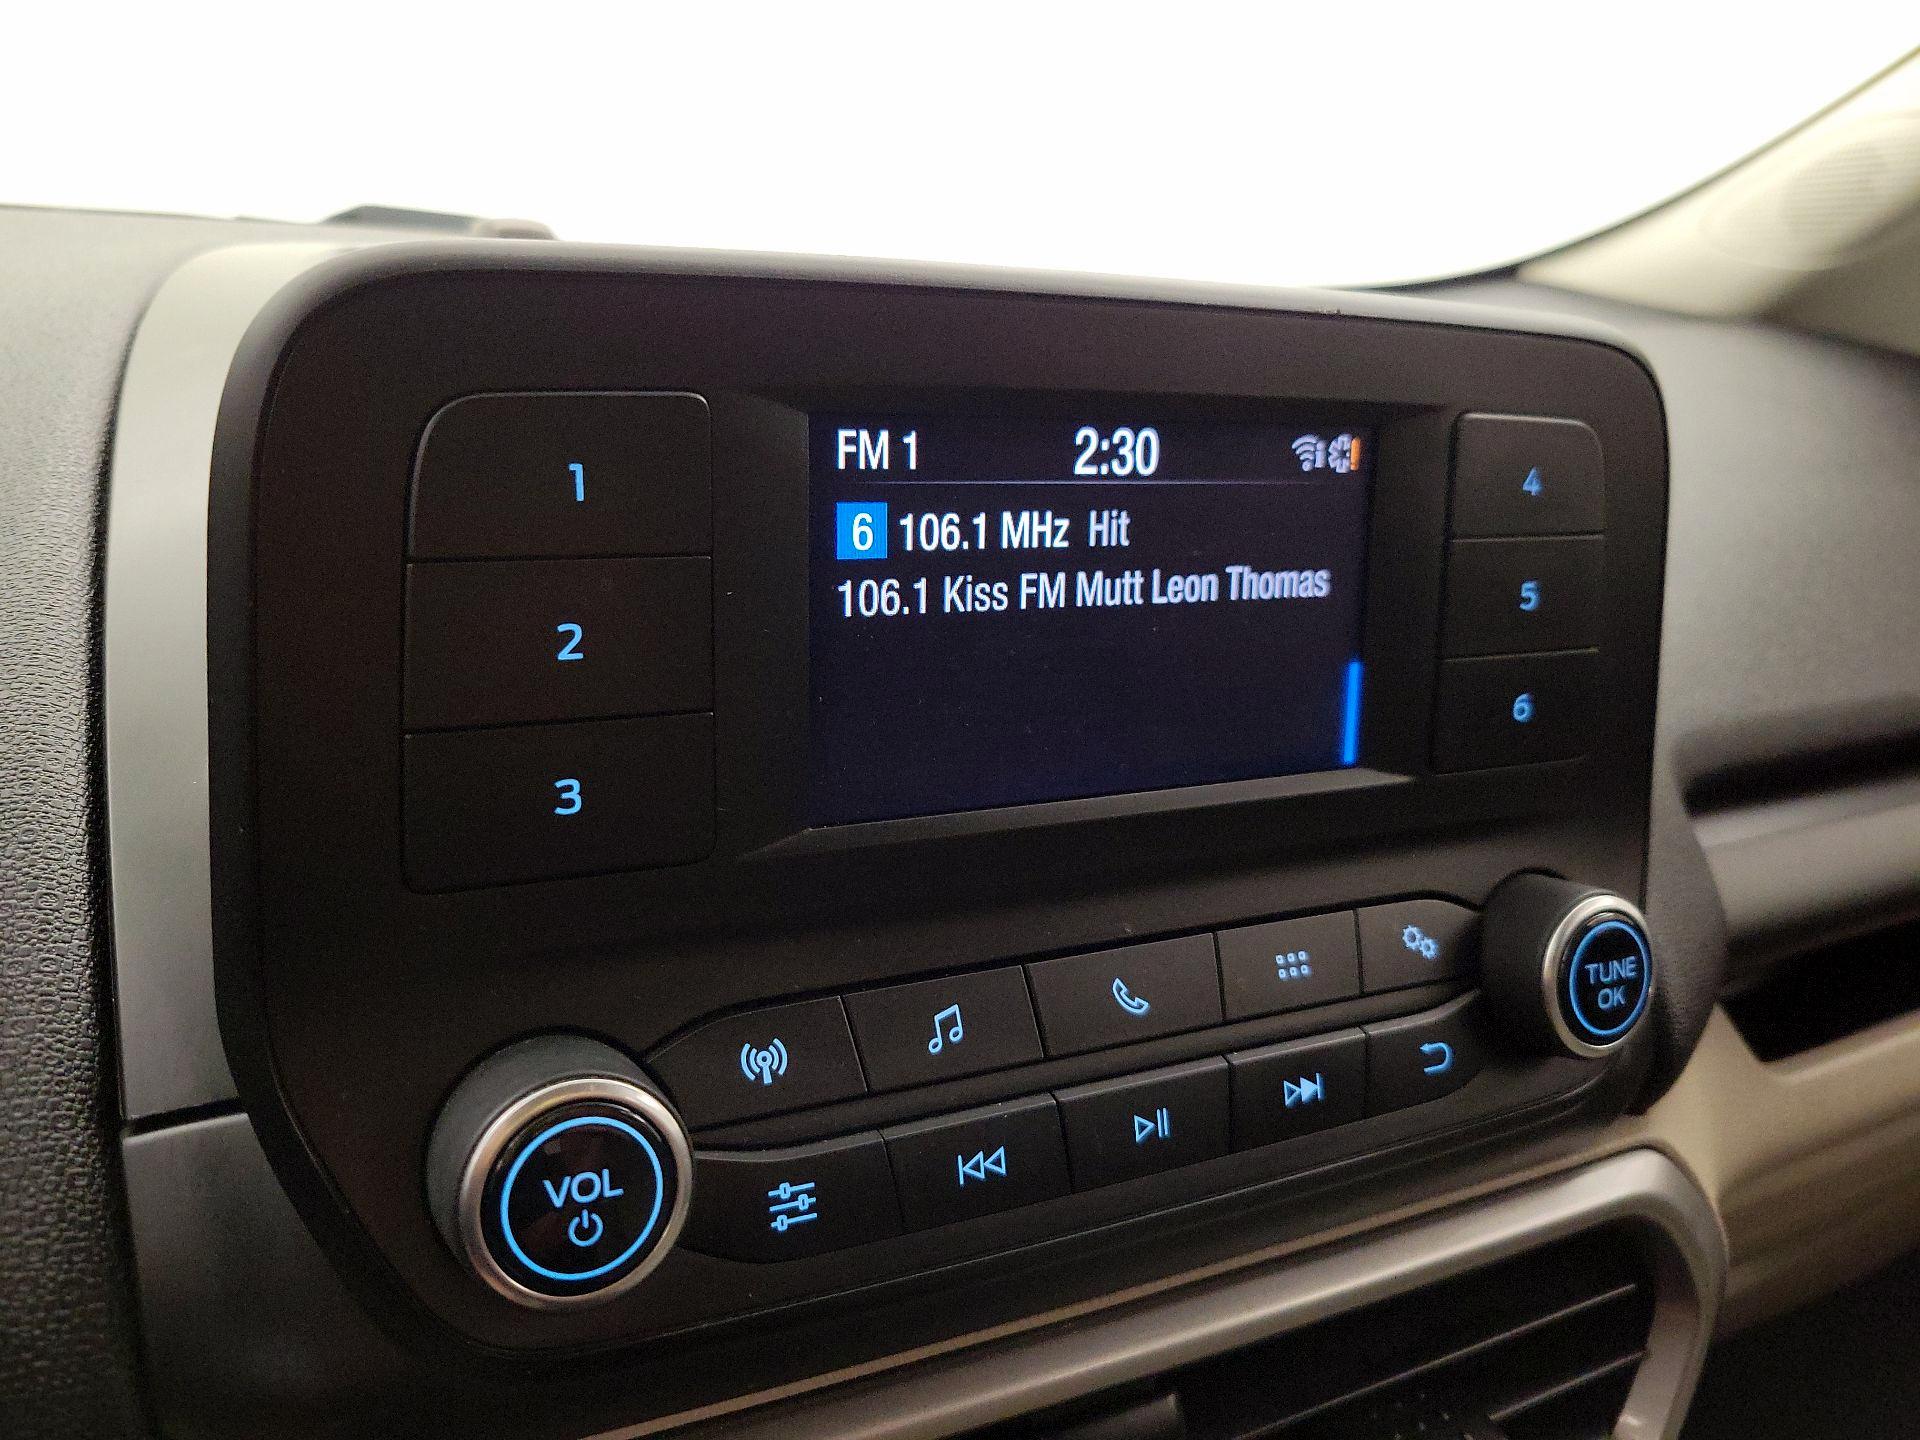 FM 1 2:30
6 106.1 MHz Hit
106.1 Kiss FM Mutt Leon Thomas
1
2
3
4
5
6
VOL
TUNE
OK